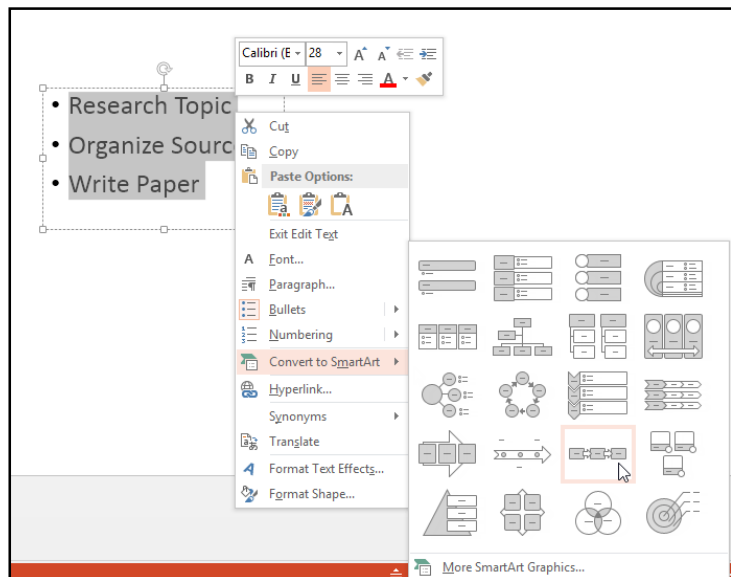 Calibri (E 28 A A
B I U A
• Research Topic
• Organize Sourc
• Write Paper
Cut
Copy
Paste Options:
a A
Exit Edit Text
A Font...
Paragraph...
Bullets
Numbering
Convert to SmartArt
Hyperlink...
Synonyms
Translate
Format Text Effects...
Format Shape...
More SmartArt Graphics...